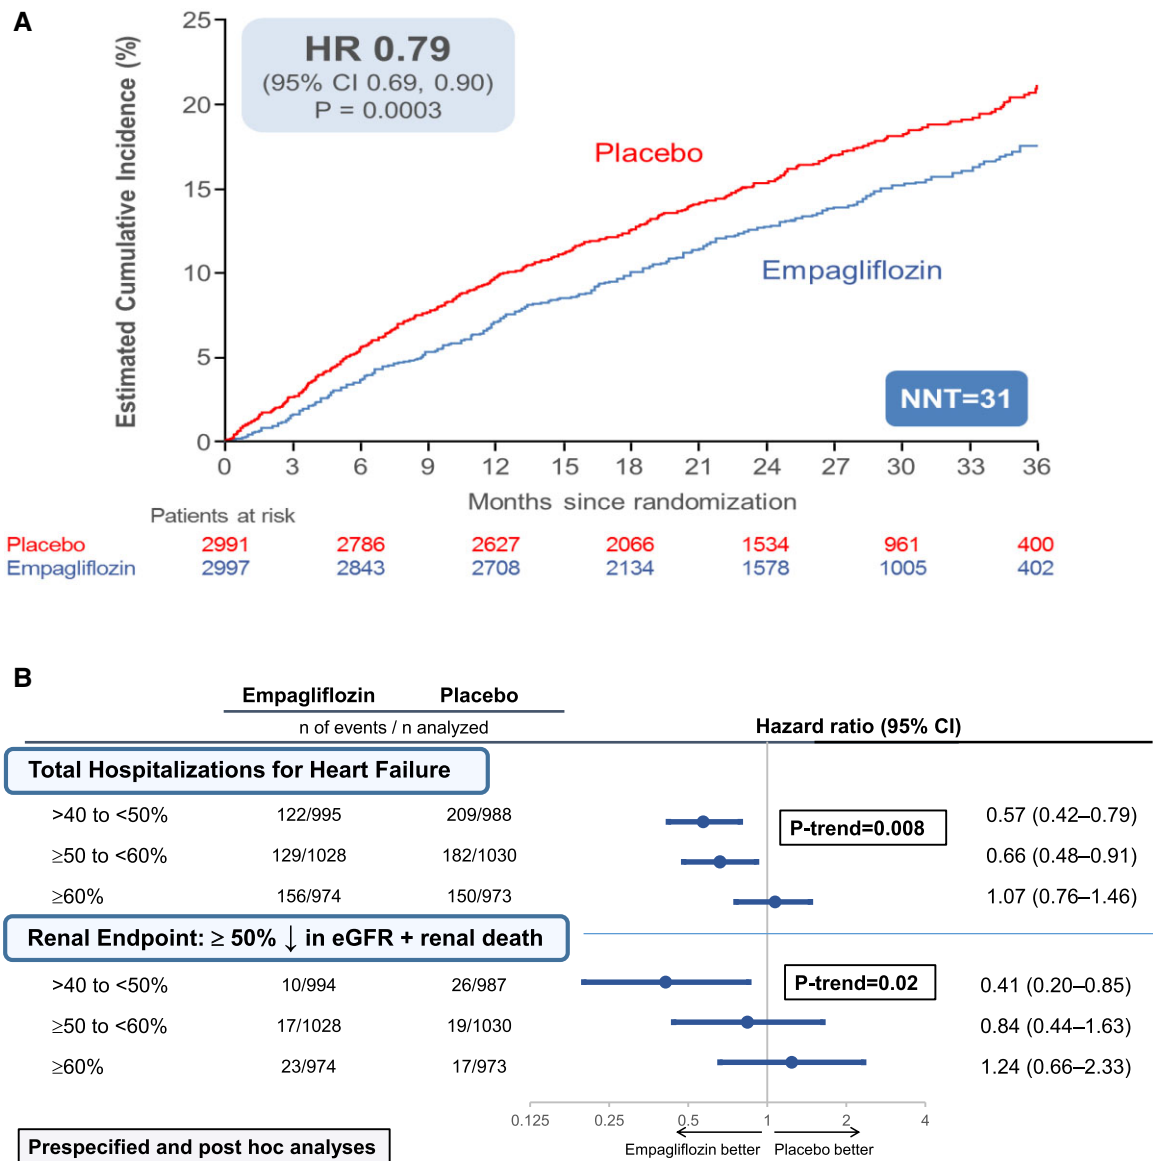 A
HR 0.79
(95% CI 0.69, 0.90)
P = 0.0003
Estimated Cumulative Incidence (%)
25
20
15
10
5
0
Placebo
Empagliflozin
NNT=31
0 3 6 9 12 15 18 21 24 27 30 33 36
Months since randomization
Patients at risk
Placebo 2991 2786 2627 2066 1534 961 400
Empagliflozin 2997 2843 2708 2134 1578 1005 402
B
Empagliflozin Placebo
n of events / n analyzed Hazard ratio (95% CI)
Total Hospitalizations for Heart Failure
>40 to <50% 122/995 209/988 P-trend=0.008 0.57 (0.42–0.79)
≥50 to <60% 129/1028 182/1030 0.66 (0.48–0.91)
≥60% 156/974 150/973 1.07 (0.76–1.46)
Renal Endpoint: ≥ 50% ↓ in eGFR + renal death
>40 to <50% 10/994 26/987 P-trend=0.02 0.41 (0.20–0.85)
≥50 to <60% 17/1028 19/1030 0.84 (0.44–1.63)
≥60% 23/974 17/973 1.24 (0.66–2.33)
0.125 0.25 0.5 1 2 4
Empagliflozin better Placebo better
Prespecified and post hoc analyses